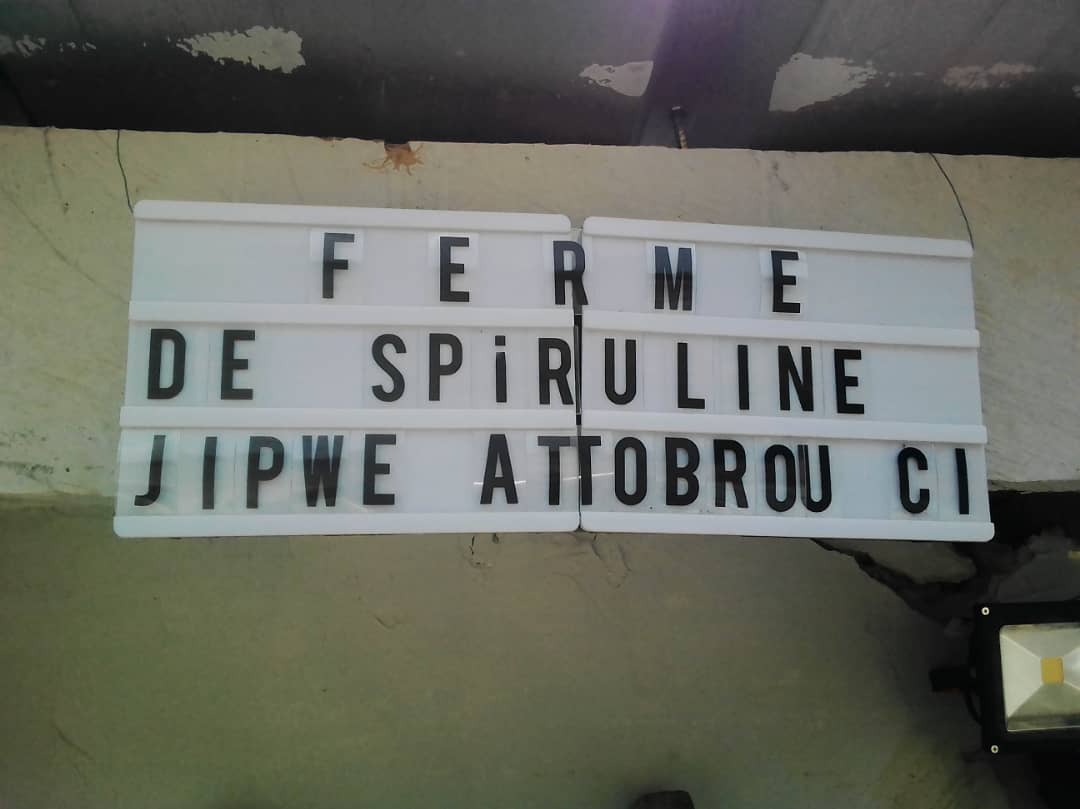 FERME
DE SPiRULINE
JIPWE ATTOBROU CI